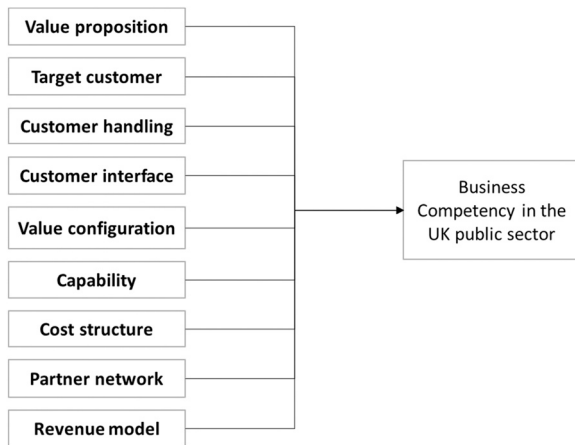 Value proposition
Target customer
Customer handling
Customer interface
Value configuration
Capability
Cost structure
Partner network
Revenue model
Business
Competency in the
UK public sector